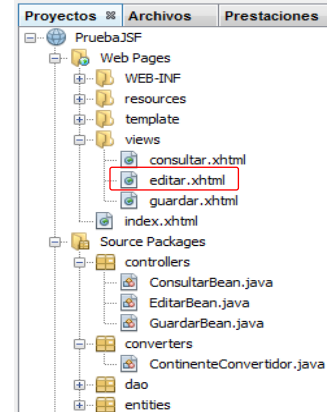 Proyectos Archivos Prestaciones
PruebaJSF
Web Pages
WEB-INF
resources
template
views
consultar.xhtml
editar.xhtml
guardar.xhtml
index.xhtml
Source Packages
controllers
ConsultarBean.java
EditarBean.java
GuardarBean.java
converters
ContinenteConvertidor.java
dao
entities